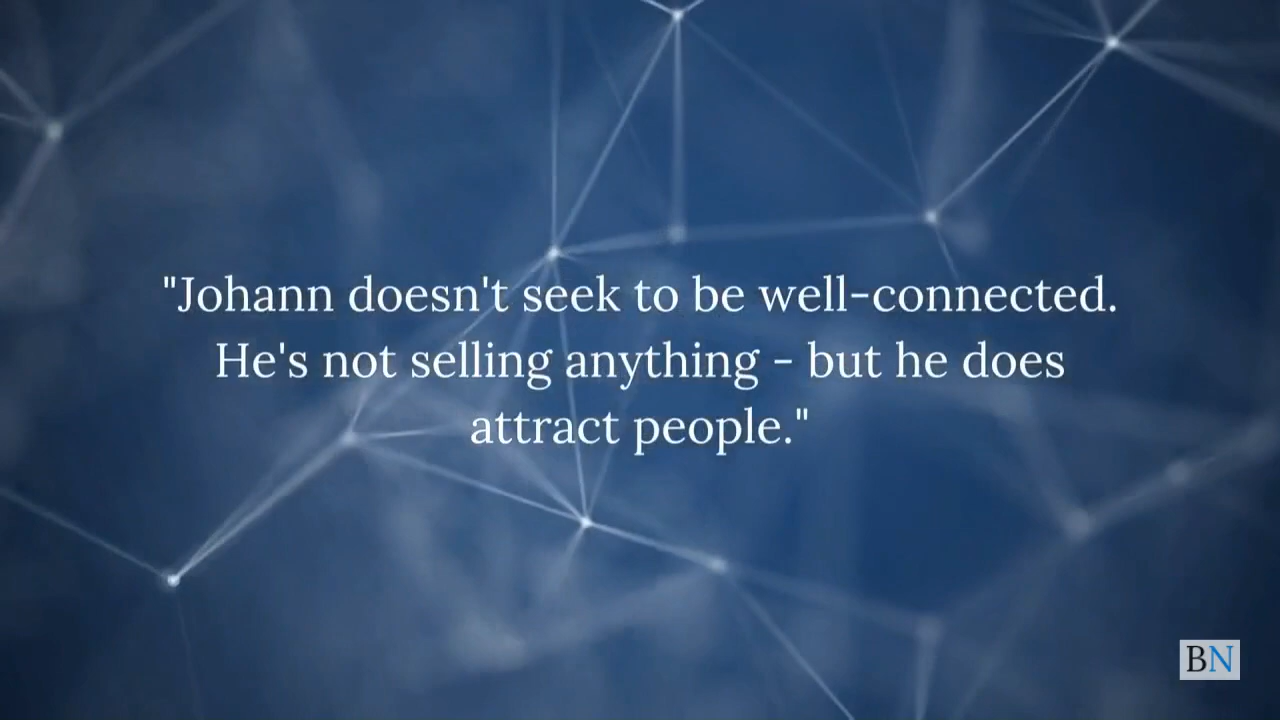 "Johann doesn't seek to be well-connected.
He's not selling anything - but he does
attract people."
BN